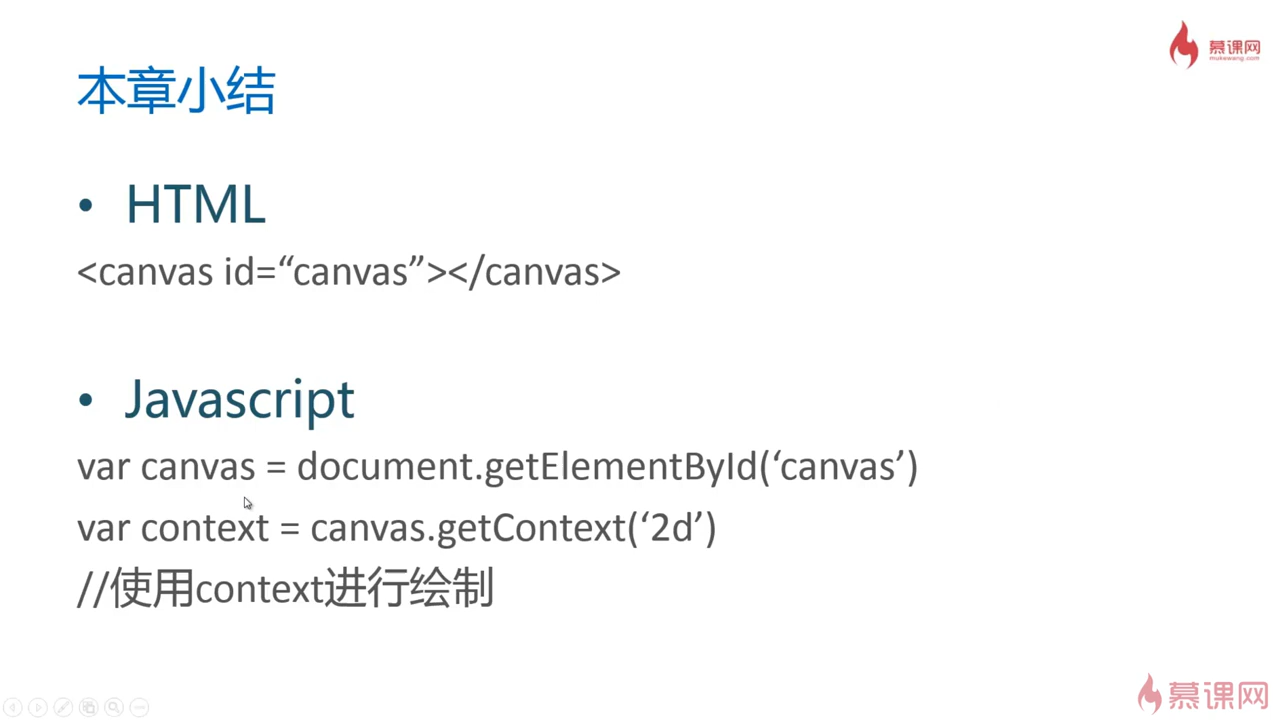 慕课网
mukewang.com
本章小结
• HTML
<canvas id=“canvas”></canvas>
• Javascript
var canvas = document.getElementById(‘canvas’)
var context = canvas.getContext(‘2d’)
//使用context进行绘制
慕课网